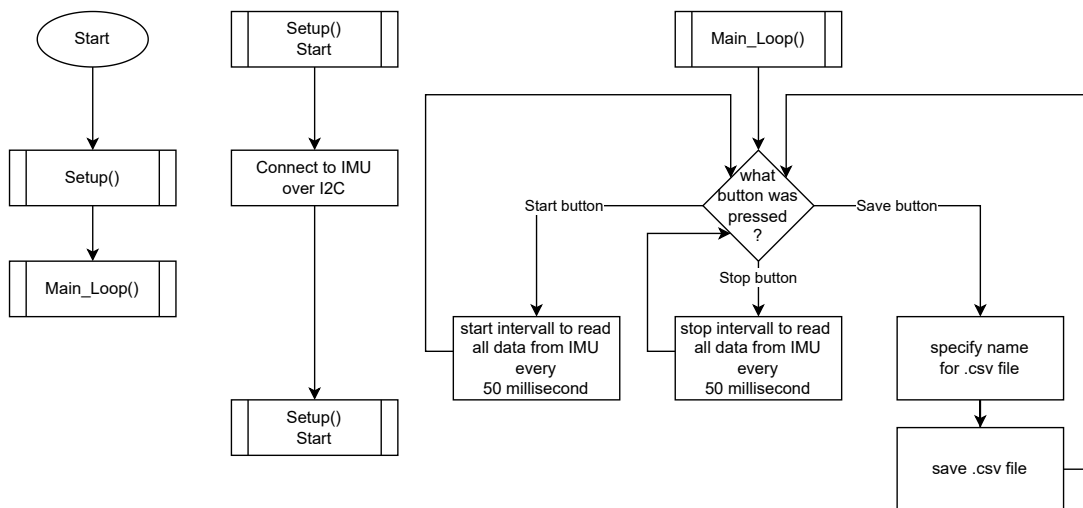 Start
Setup()
Main_Loop()
Setup()
Start
Connect to IMU
over I2C
Setup()
Start
Main_Loop()
what
button was
pressed
?
Start button
Stop button
Save button
start intervall to read
all data from IMU
every
50 millisecond
stop intervall to read
all data from IMU
every
50 millisecond
specify name
for .csv file
save .csv file